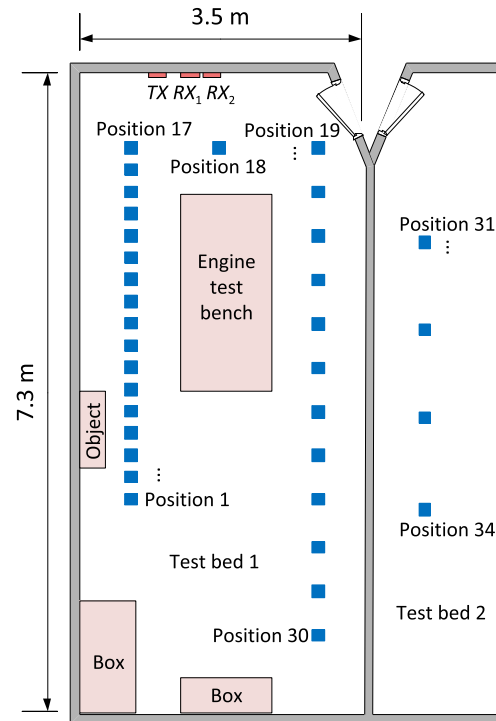 3.5 m
TX RX1 RX2
Position 17
Position 19
...
Position 18
Position 31
...
Engine
test
bench
7.3 m
Object
...
Position 1
Position 34
Test bed 1
Test bed 2
Position 30
Box
Box